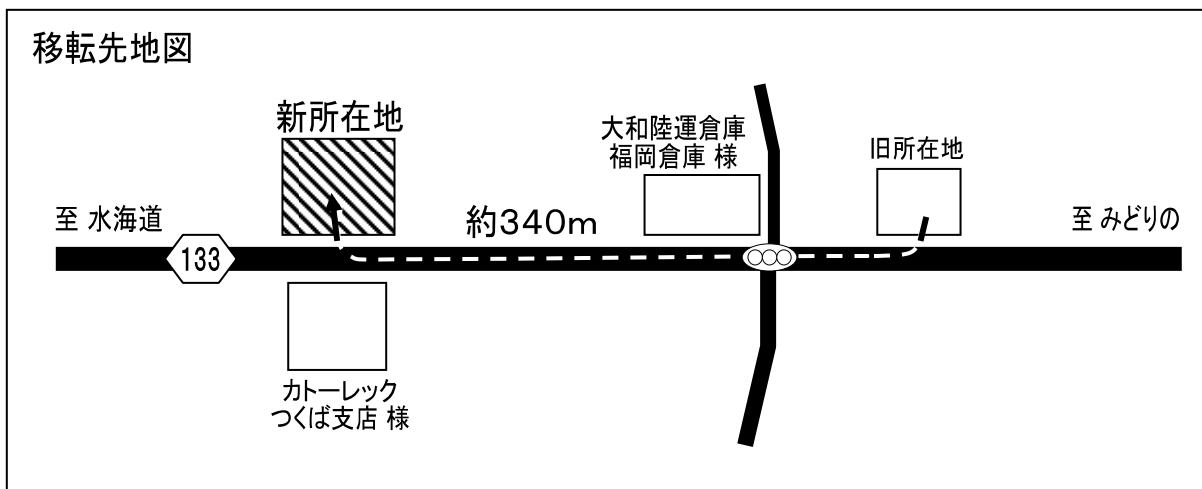 移転先地図
新所在地
大和陸運倉庫
福岡倉庫 様
旧所在地
至 水海道
約340m
至 みどりの
133
カトーレック
つくば支店 様